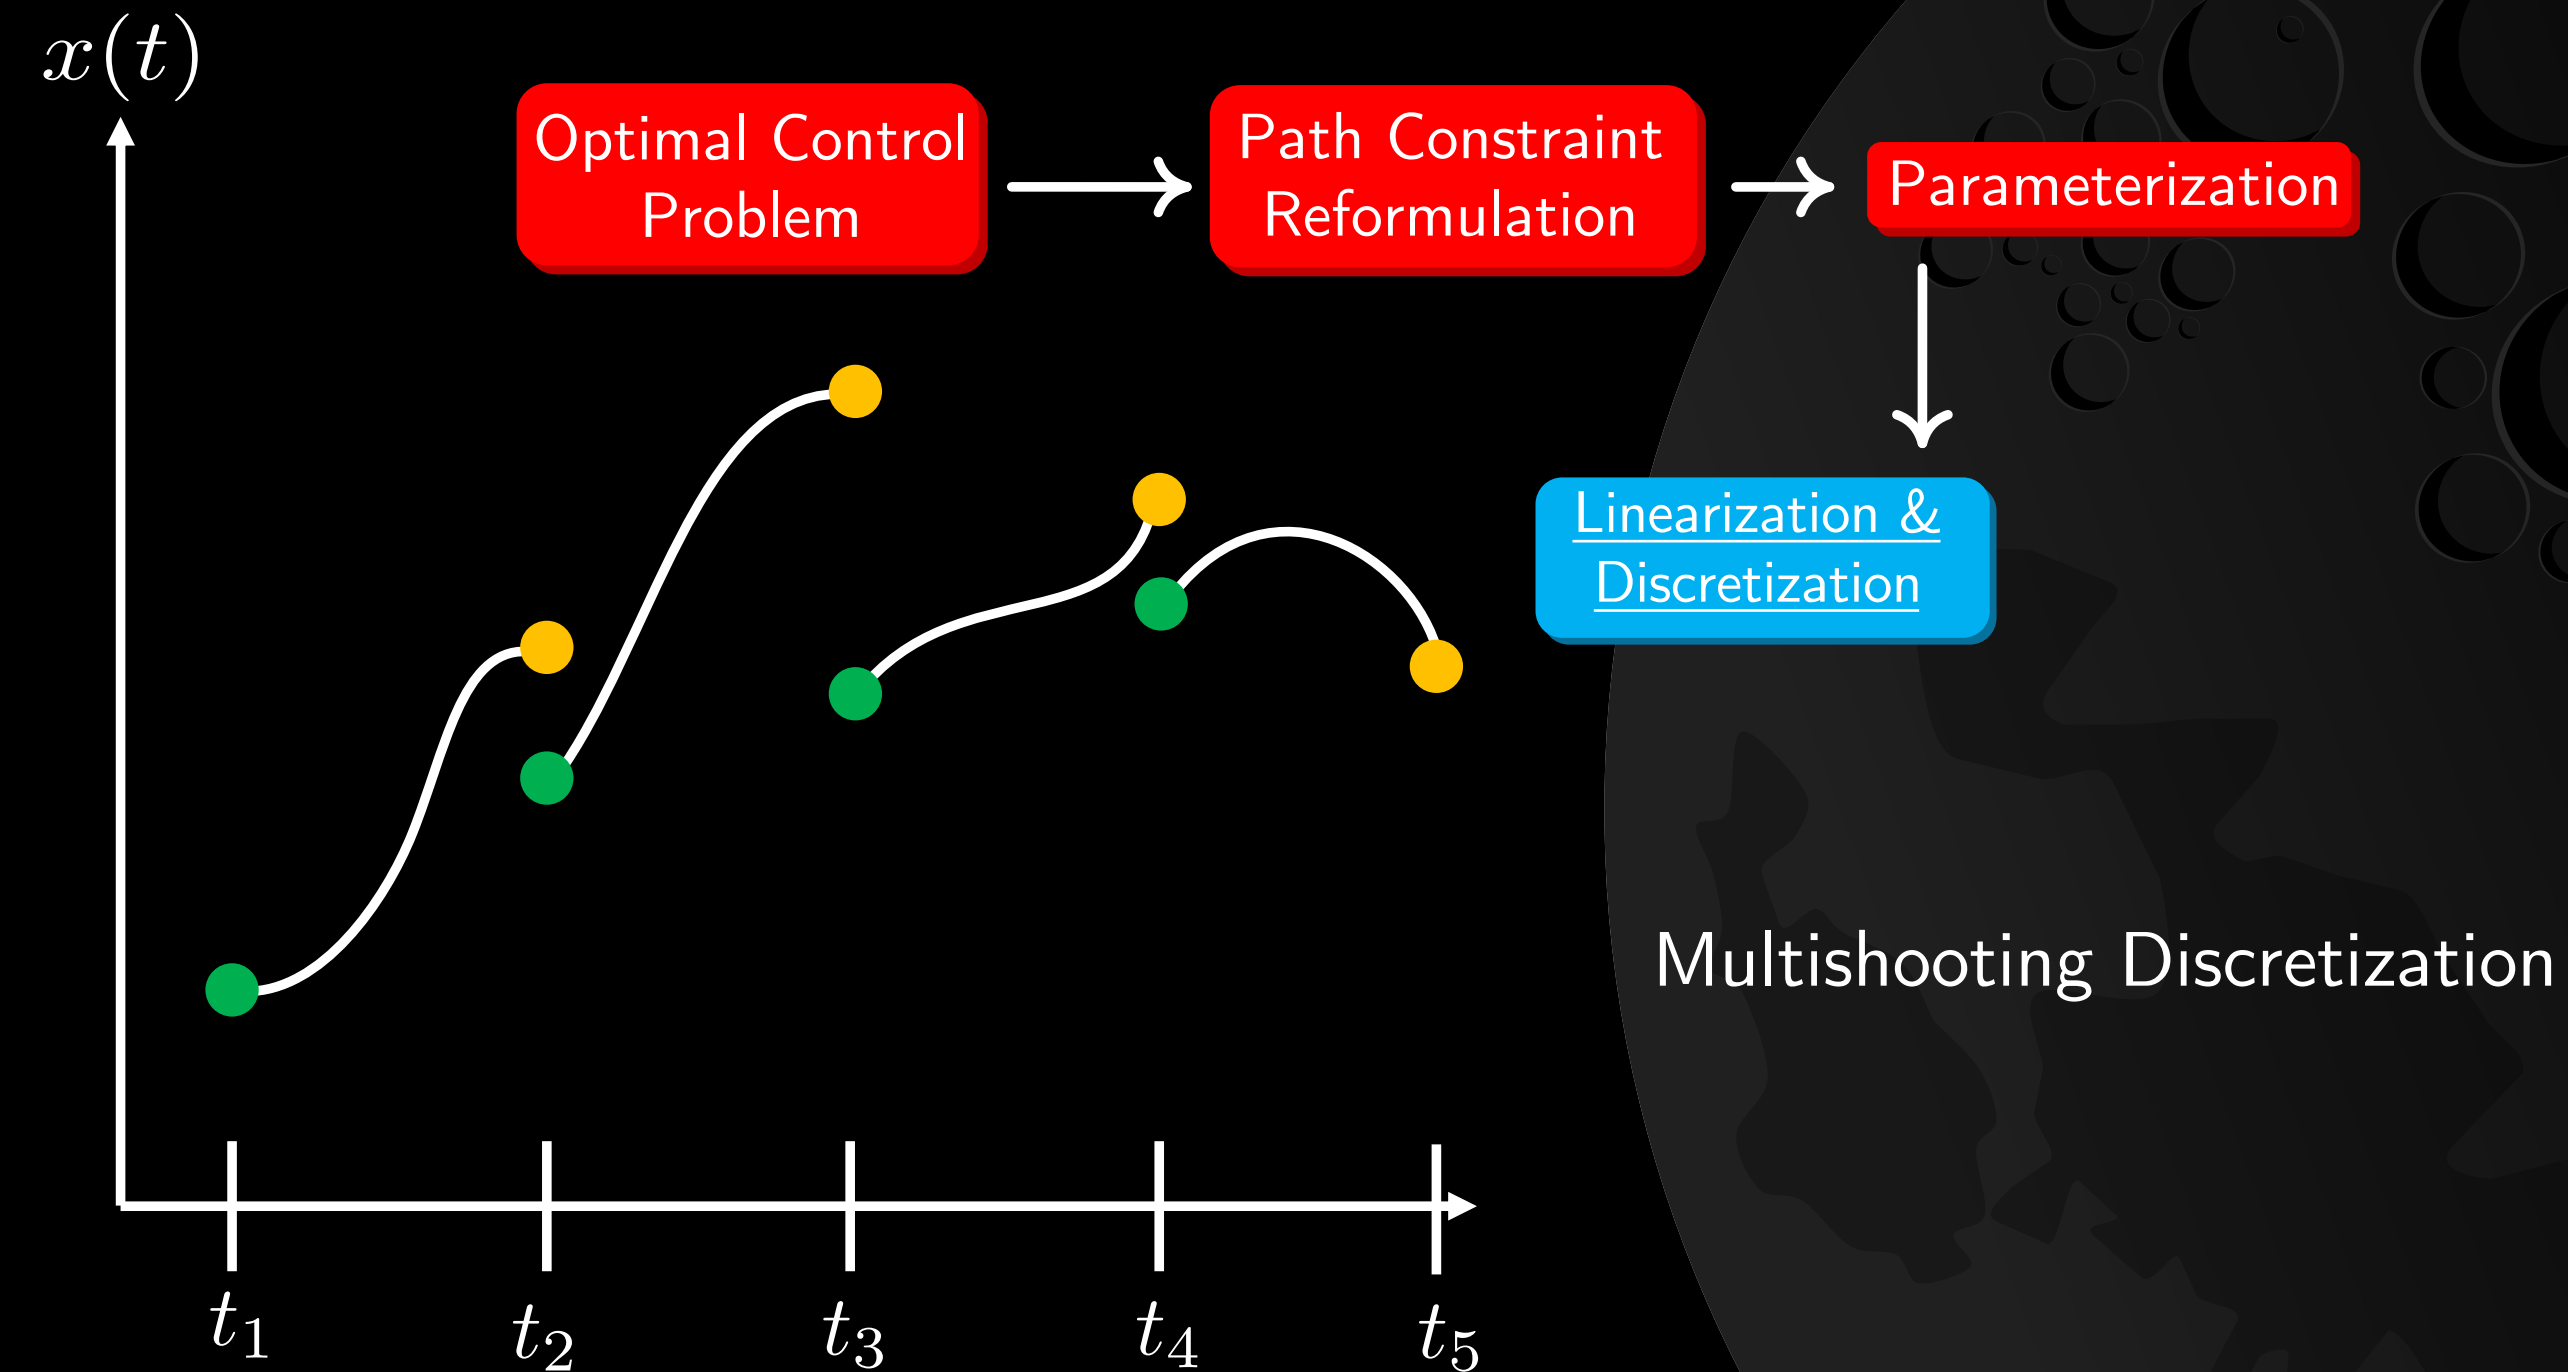 x(t)
Optimal Control
Problem
Path Constraint
Reformulation
Parameterization
Linearization &
Discretization
Multishooting Discretization
t₁
t₂
t₃
t₄
t₅